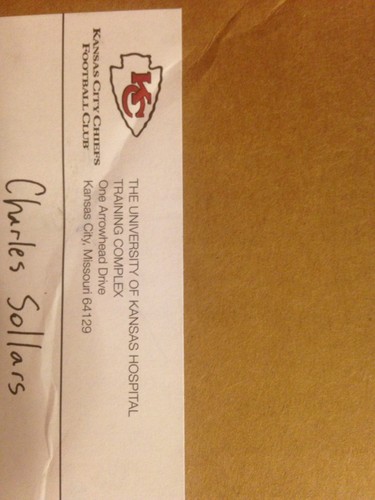 KC
KANSAS CITY CHIEFS
FOOTBALL CLUB
THE UNIVERSITY OF KANSAS HOSPITAL
TRAINING COMPLEX
One Arrowhead Drive
Kansas City, Missouri 64129
Charles Sollars